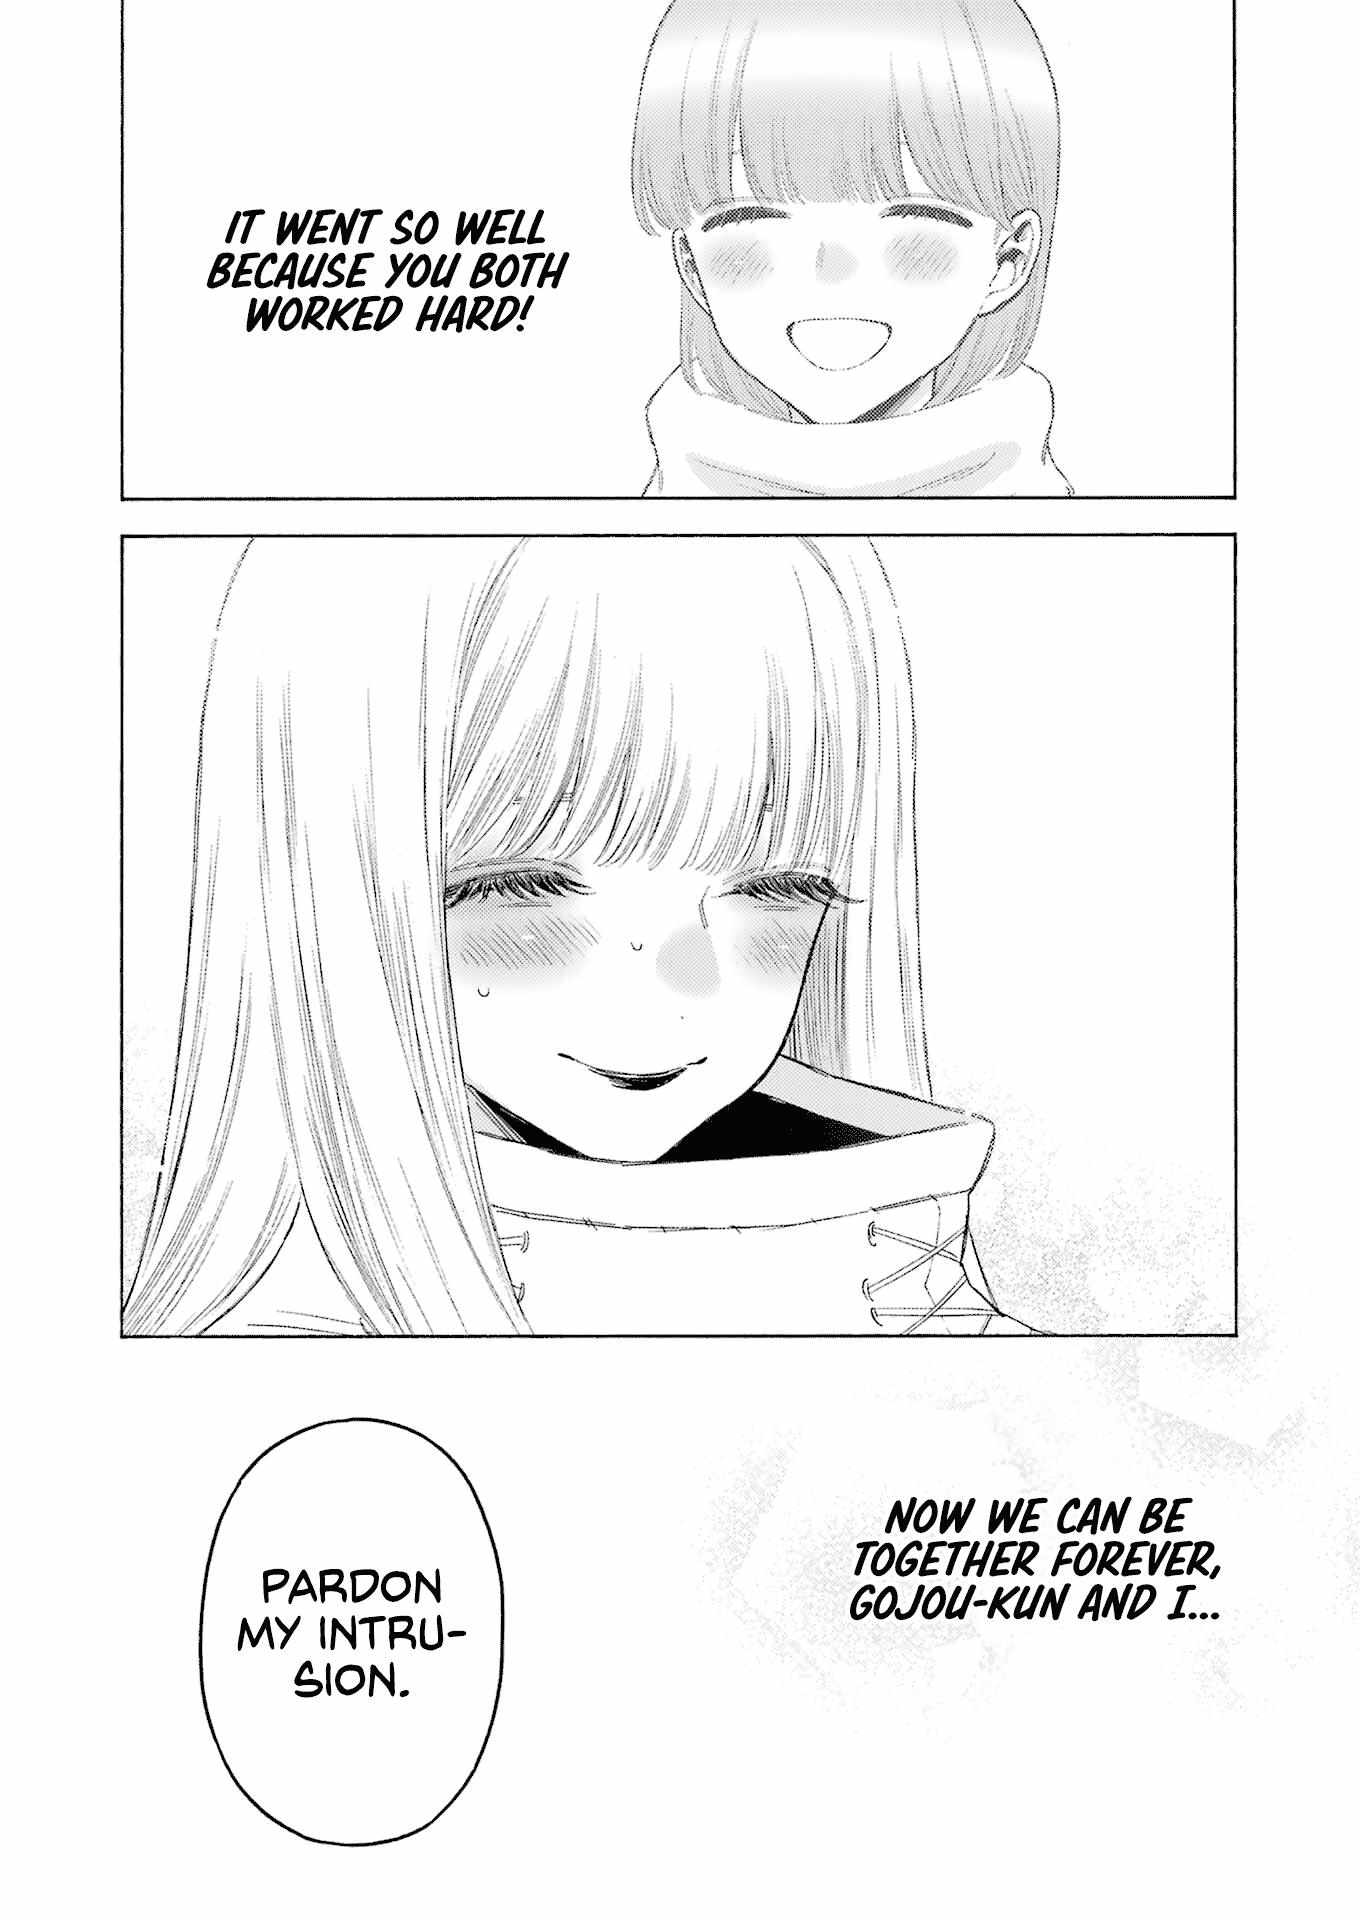 IT WENT SO WELL
BECAUSE YOU BOTH
WORKED HARD!
NOW WE CAN BE
TOGETHER FOREVER,
GOJOU-KUN AND I...
PARDON
MY INTRU-
SION.